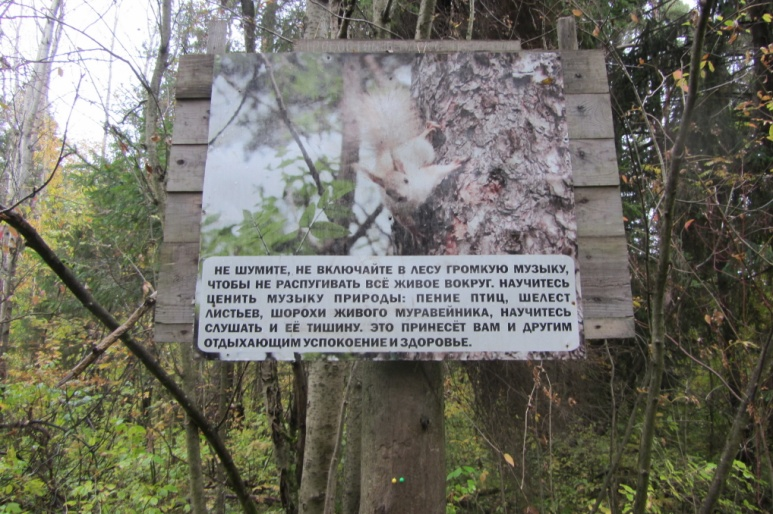 НЕ ШУМИТЕ, НЕ ВКЛЮЧАЙТЕ В ЛЕСУ ГРОМКУЮ МУЗЫКУ,
ЧТОБЫ НЕ РАСПУГИВАТЬ ВСЁ ЖИВОЕ ВОКРУГ. НАУЧИТЕСЬ
ЦЕНИТЬ МУЗЫКУ ПРИРОДЫ: ПЕНИЕ ПТИЦ, ШЕЛЕСТ
ЛИСТЬЕВ, ШОРОХИ ЖИВОГО МУРАВЕЙНИКА, НАУЧИТЕСЬ
СЛУШАТЬ И ЕЁ ТИШИНУ. ЭТО ПРИНЕСЁТ ВАМ И ДРУГИМ
ОТДЫХАЮЩИМ УСПОКОЕНИЕ И ЗДОРОВЬЕ.